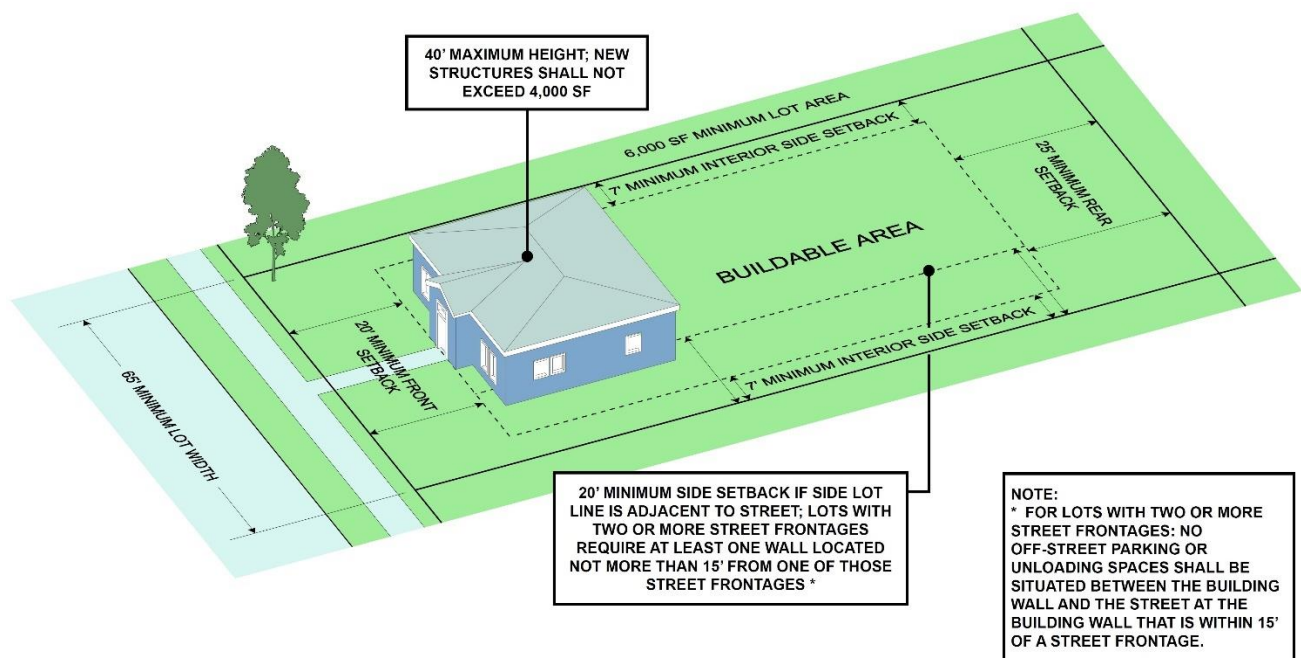 40' MAXIMUM HEIGHT; NEW
STRUCTURES SHALL NOT
EXCEED 4,000 SF
6,000 SF MINIMUM LOT AREA
7' MINIMUM INTERIOR SIDE SETBACK
25' MINIMUM REAR
SETBACK
BUILDABLE AREA
20' MINIMUM FRONT
SETBACK
7' MINIMUM INTERIOR SIDE SETBACK
65' MINIMUM LOT WIDTH
20' MINIMUM SIDE SETBACK IF SIDE LOT
LINE IS ADJACENT TO STREET; LOTS WITH
TWO OR MORE STREET FRONTAGES
REQUIRE AT LEAST ONE WALL LOCATED
NOT MORE THAN 15' FROM ONE OF THOSE
STREET FRONTAGES *
NOTE:
* FOR LOTS WITH TWO OR MORE
STREET FRONTAGES: NO
OFF-STREET PARKING OR
UNLOADING SPACES SHALL BE
SITUATED BETWEEN THE BUILDING
WALL AND THE STREET AT THE
BUILDING WALL THAT IS WITHIN 15'
OF A STREET FRONTAGE.